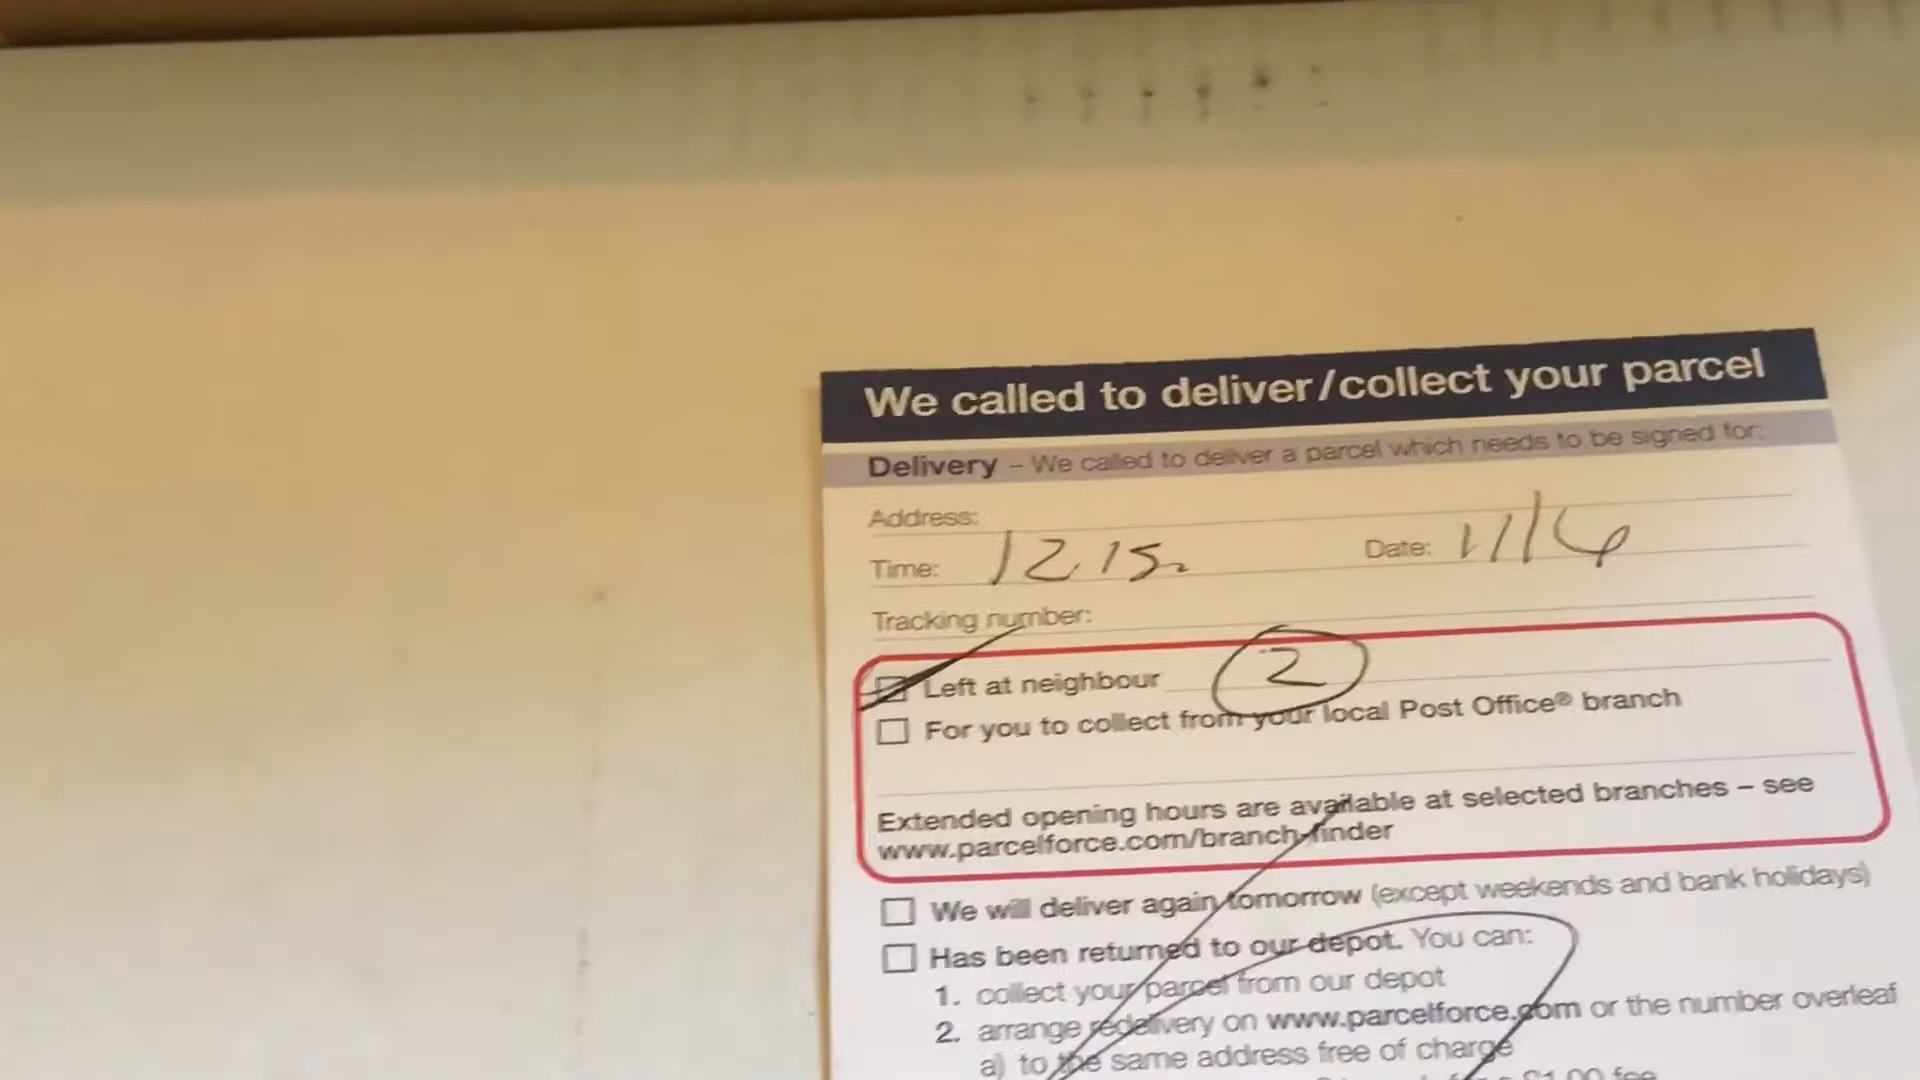 We called to deliver/collect your parcel
Delivery – We called to deliver a parcel which needs to be signed for:
Address:
Time: 12.15 Date: 11/6
Tracking number:
Left at neighbour 2
For you to collect from your local Post Office® branch
Extended opening hours are available at selected branches – see
www.parcelforce.com/branch-finder
We will deliver again tomorrow (except weekends and bank holidays)
Has been returned to our depot. You can:
1. collect your parcel from our depot
2. arrange redelivery on www.parcelforce.com or the number overleaf
a) to the same address free of charge
£1.00 fee